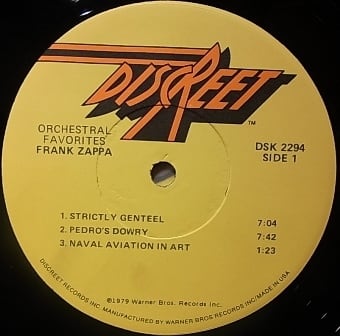 DISCREET
TM
ORCHESTRAL
FAVORITES
FRANK ZAPPA
DSK 2294
SIDE 1
1. STRICTLY GENTEEL 7:04
2. PEDRO'S DOWRY 7:42
3. NAVAL AVIATION IN ART 1:23
©1979 Warner Bros. Records Inc.
DISCREET RECORDS INC. MANUFACTURED BY WARNER BROS. RECORDS INC./MADE IN USA